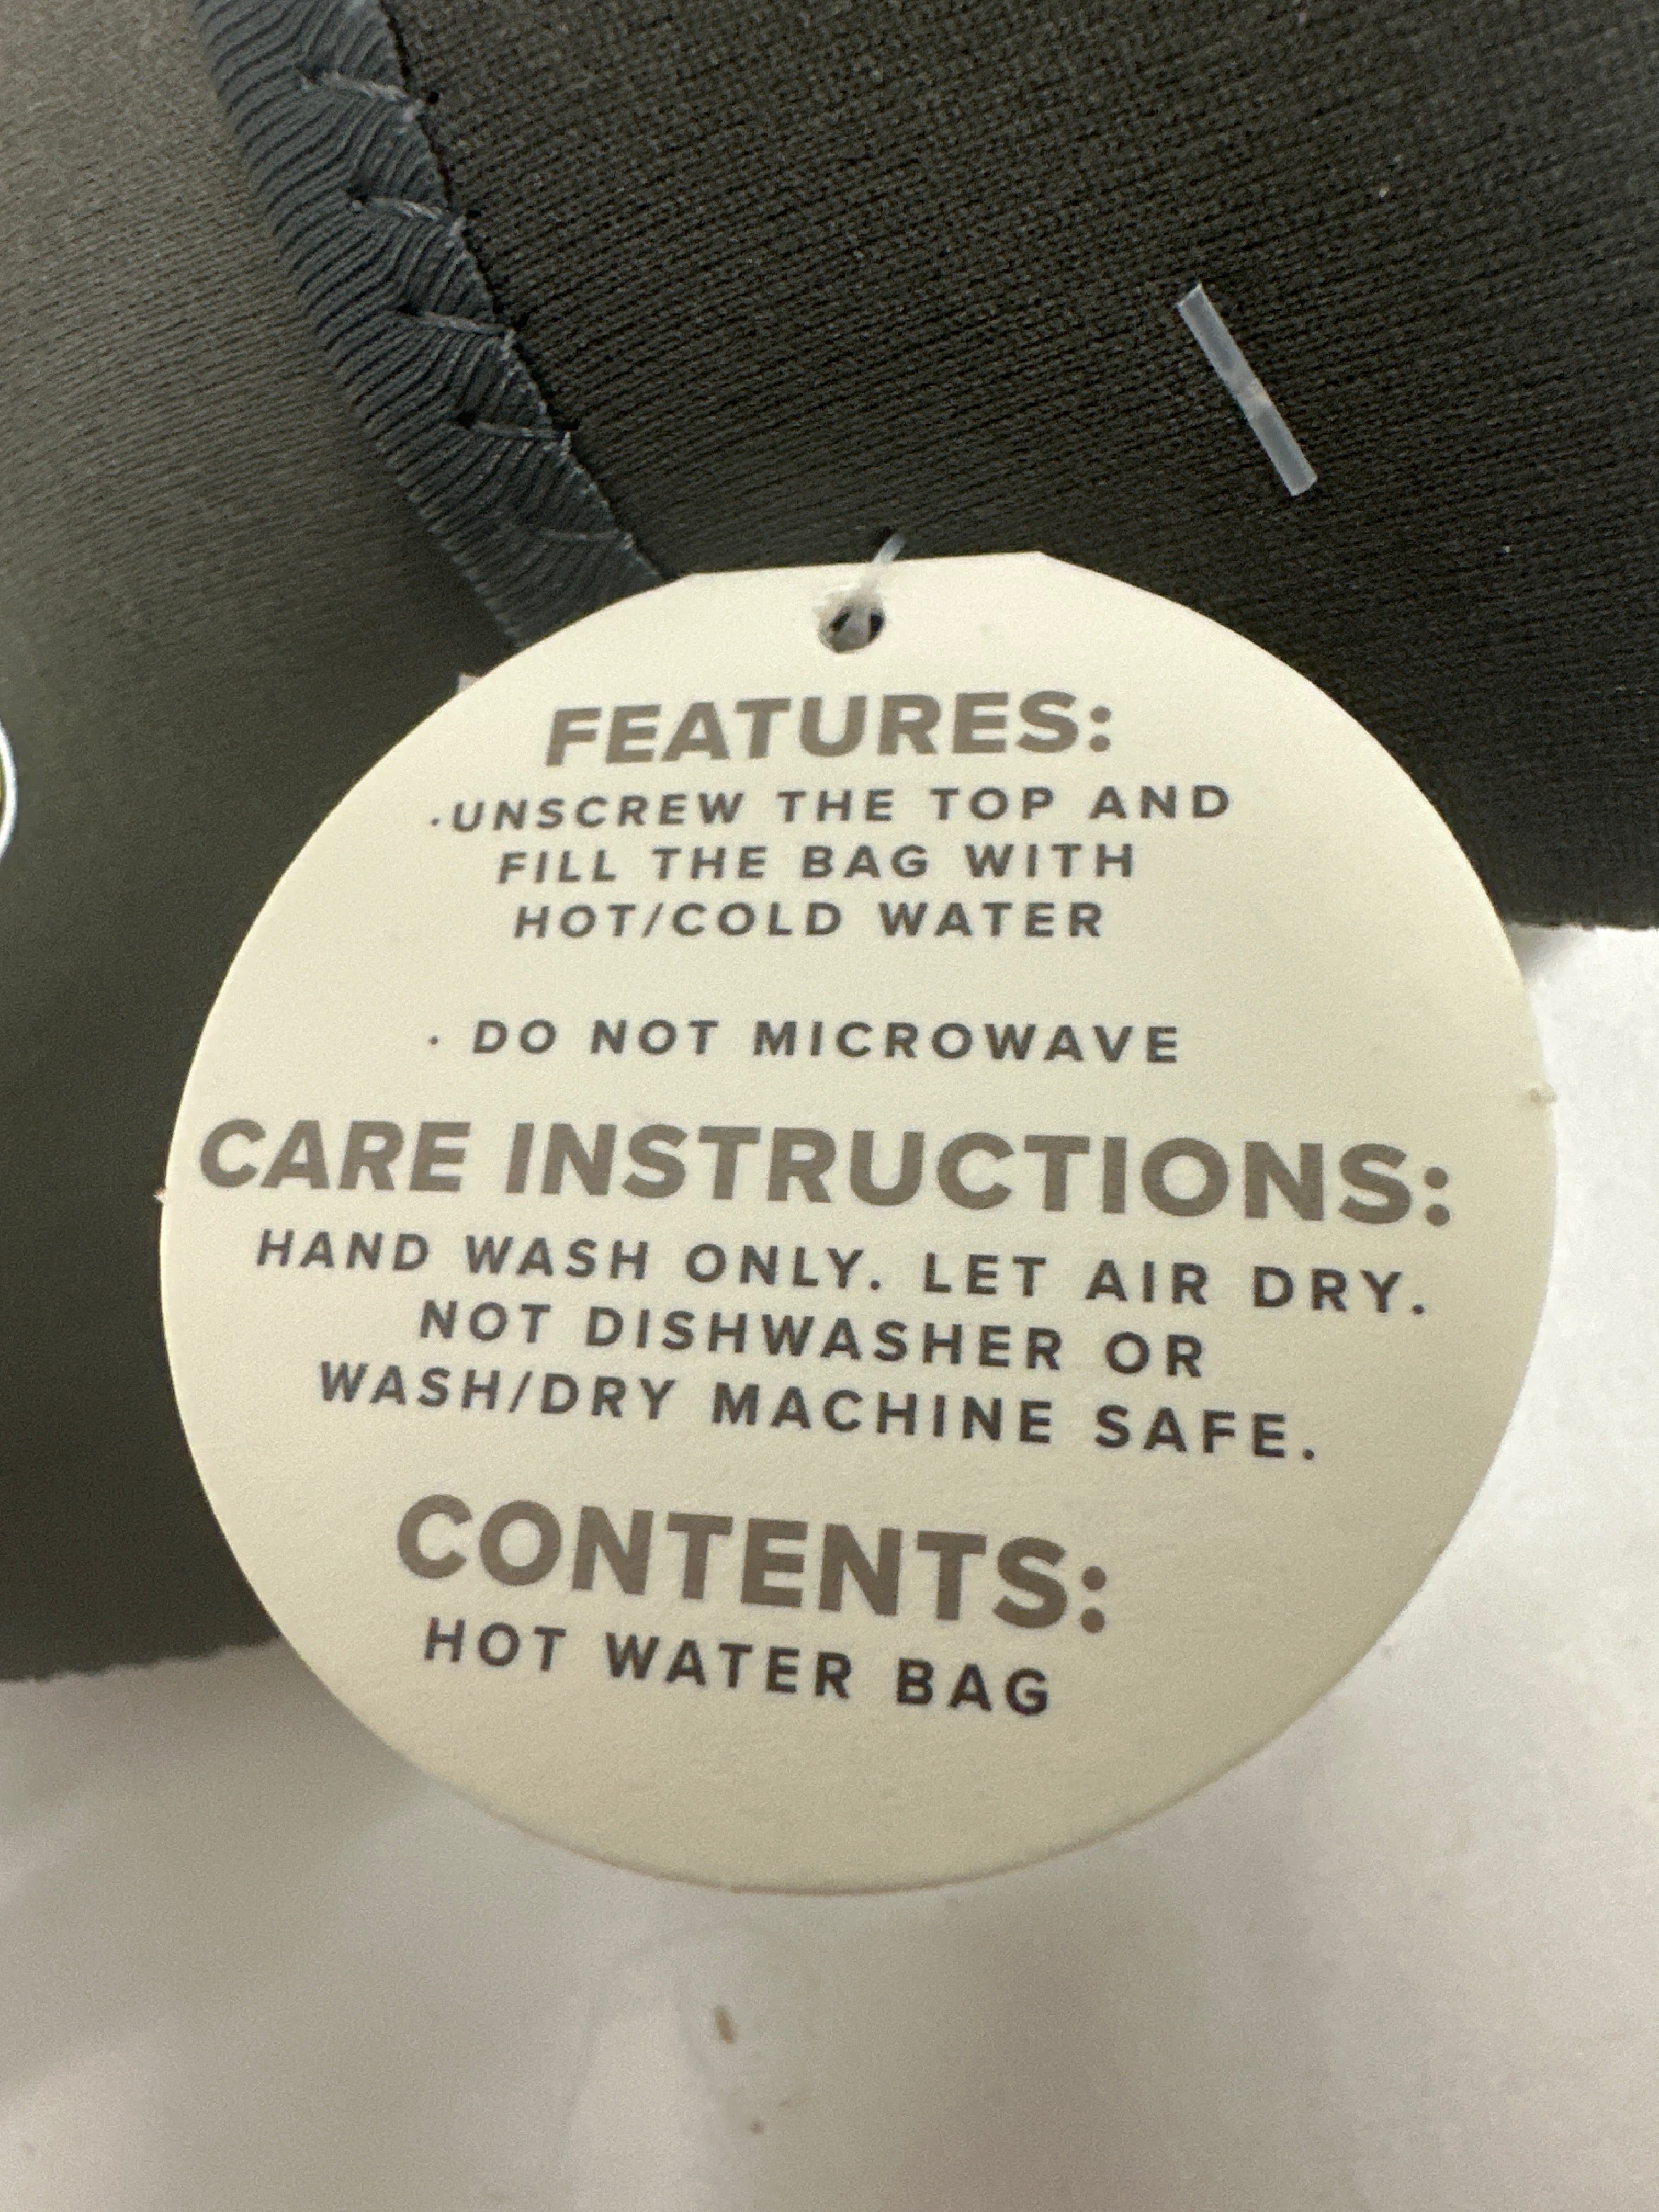 FEATURES:
·UNSCREW THE TOP AND
FILL THE BAG WITH
HOT/COLD WATER
· DO NOT MICROWAVE
CARE INSTRUCTIONS:
HAND WASH ONLY. LET AIR DRY.
NOT DISHWASHER OR
WASH/DRY MACHINE SAFE.
CONTENTS:
HOT WATER BAG